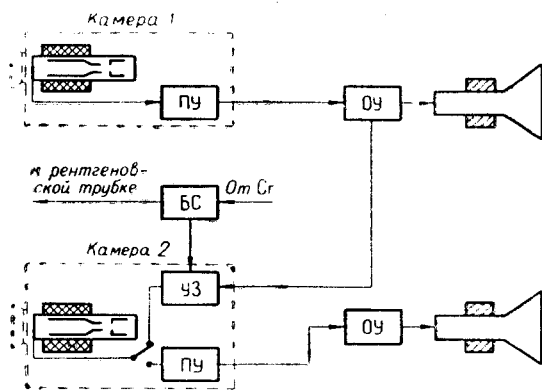 Камера 1
ПУ
ОУ
к рентгенов-
ской трубке
БС
От Сг
Камера 2
УЗ
ПУ
ОУ